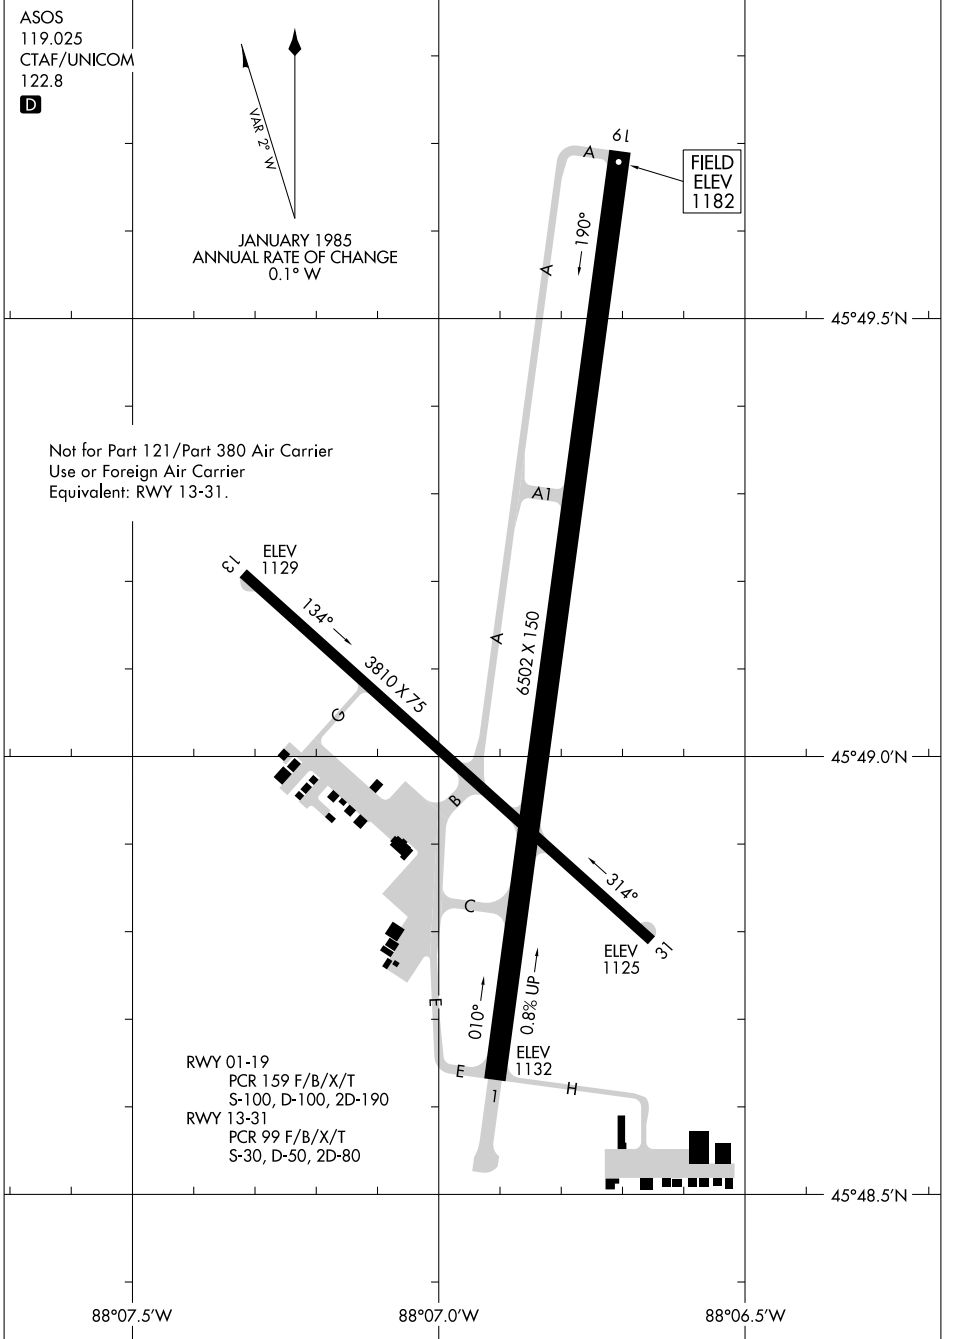 ASOS
119.025
CTAF/UNICOM
122.8
D
VAR 2° W
JANUARY 1985
ANNUAL RATE OF CHANGE
0.1° W
19
A
FIELD
ELEV
1182
190°
A
45°49.5'N
Not for Part 121/Part 380 Air Carrier
Use or Foreign Air Carrier
Equivalent: RWY 13-31.
A1
13
ELEV
1129
134°
3810 X 75
A
6502 X 150
G
45°49.0'N
B
314°
C
31
ELEV
1125
E
010°
0.8% UP
ELEV
1132
E
H
1
RWY 01-19
PCR 159 F/B/X/T
S-100, D-100, 2D-190
RWY 13-31
PCR 99 F/B/X/T
S-30, D-50, 2D-80
45°48.5'N
88°07.5'W
88°07.0'W
88°06.5'W